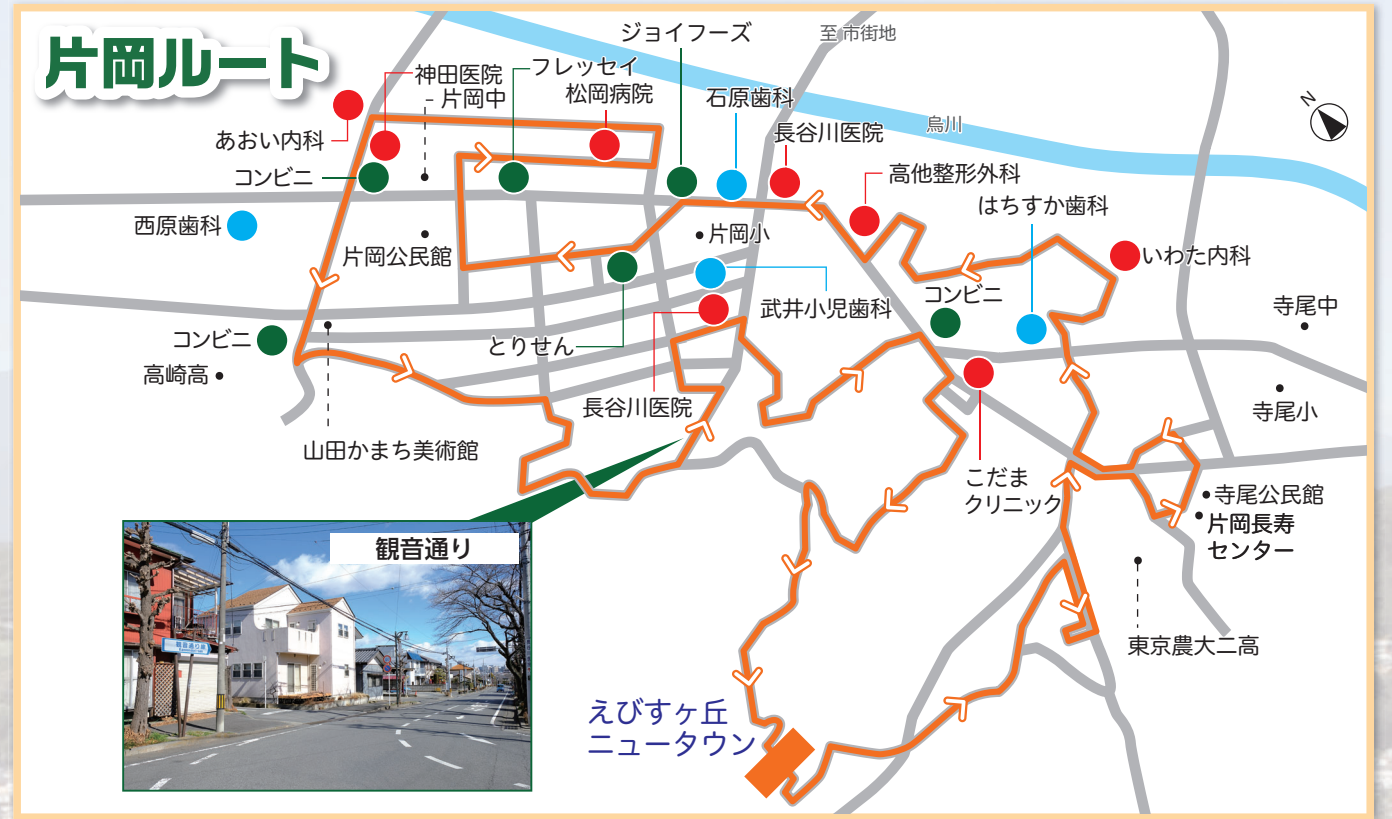 片岡ルート
ジョイフーズ
至 市街地
神田医院
フレッセイ
片岡中
松岡病院
石原歯科
N
あおい内科
長谷川医院
烏川
コンビニ
高他整形外科
はちすか歯科
西原歯科
片岡公民館
片岡小
いわた内科
コンビニ
武井小児歯科
寺尾中
コンビニ
とりせん
高崎高
長谷川医院
寺尾小
山田かまち美術館
こだま
クリニック
寺尾公民館
片岡長寿
センター
観音通り
観音通り
東京農大二高
えびすヶ丘
ニュータウン